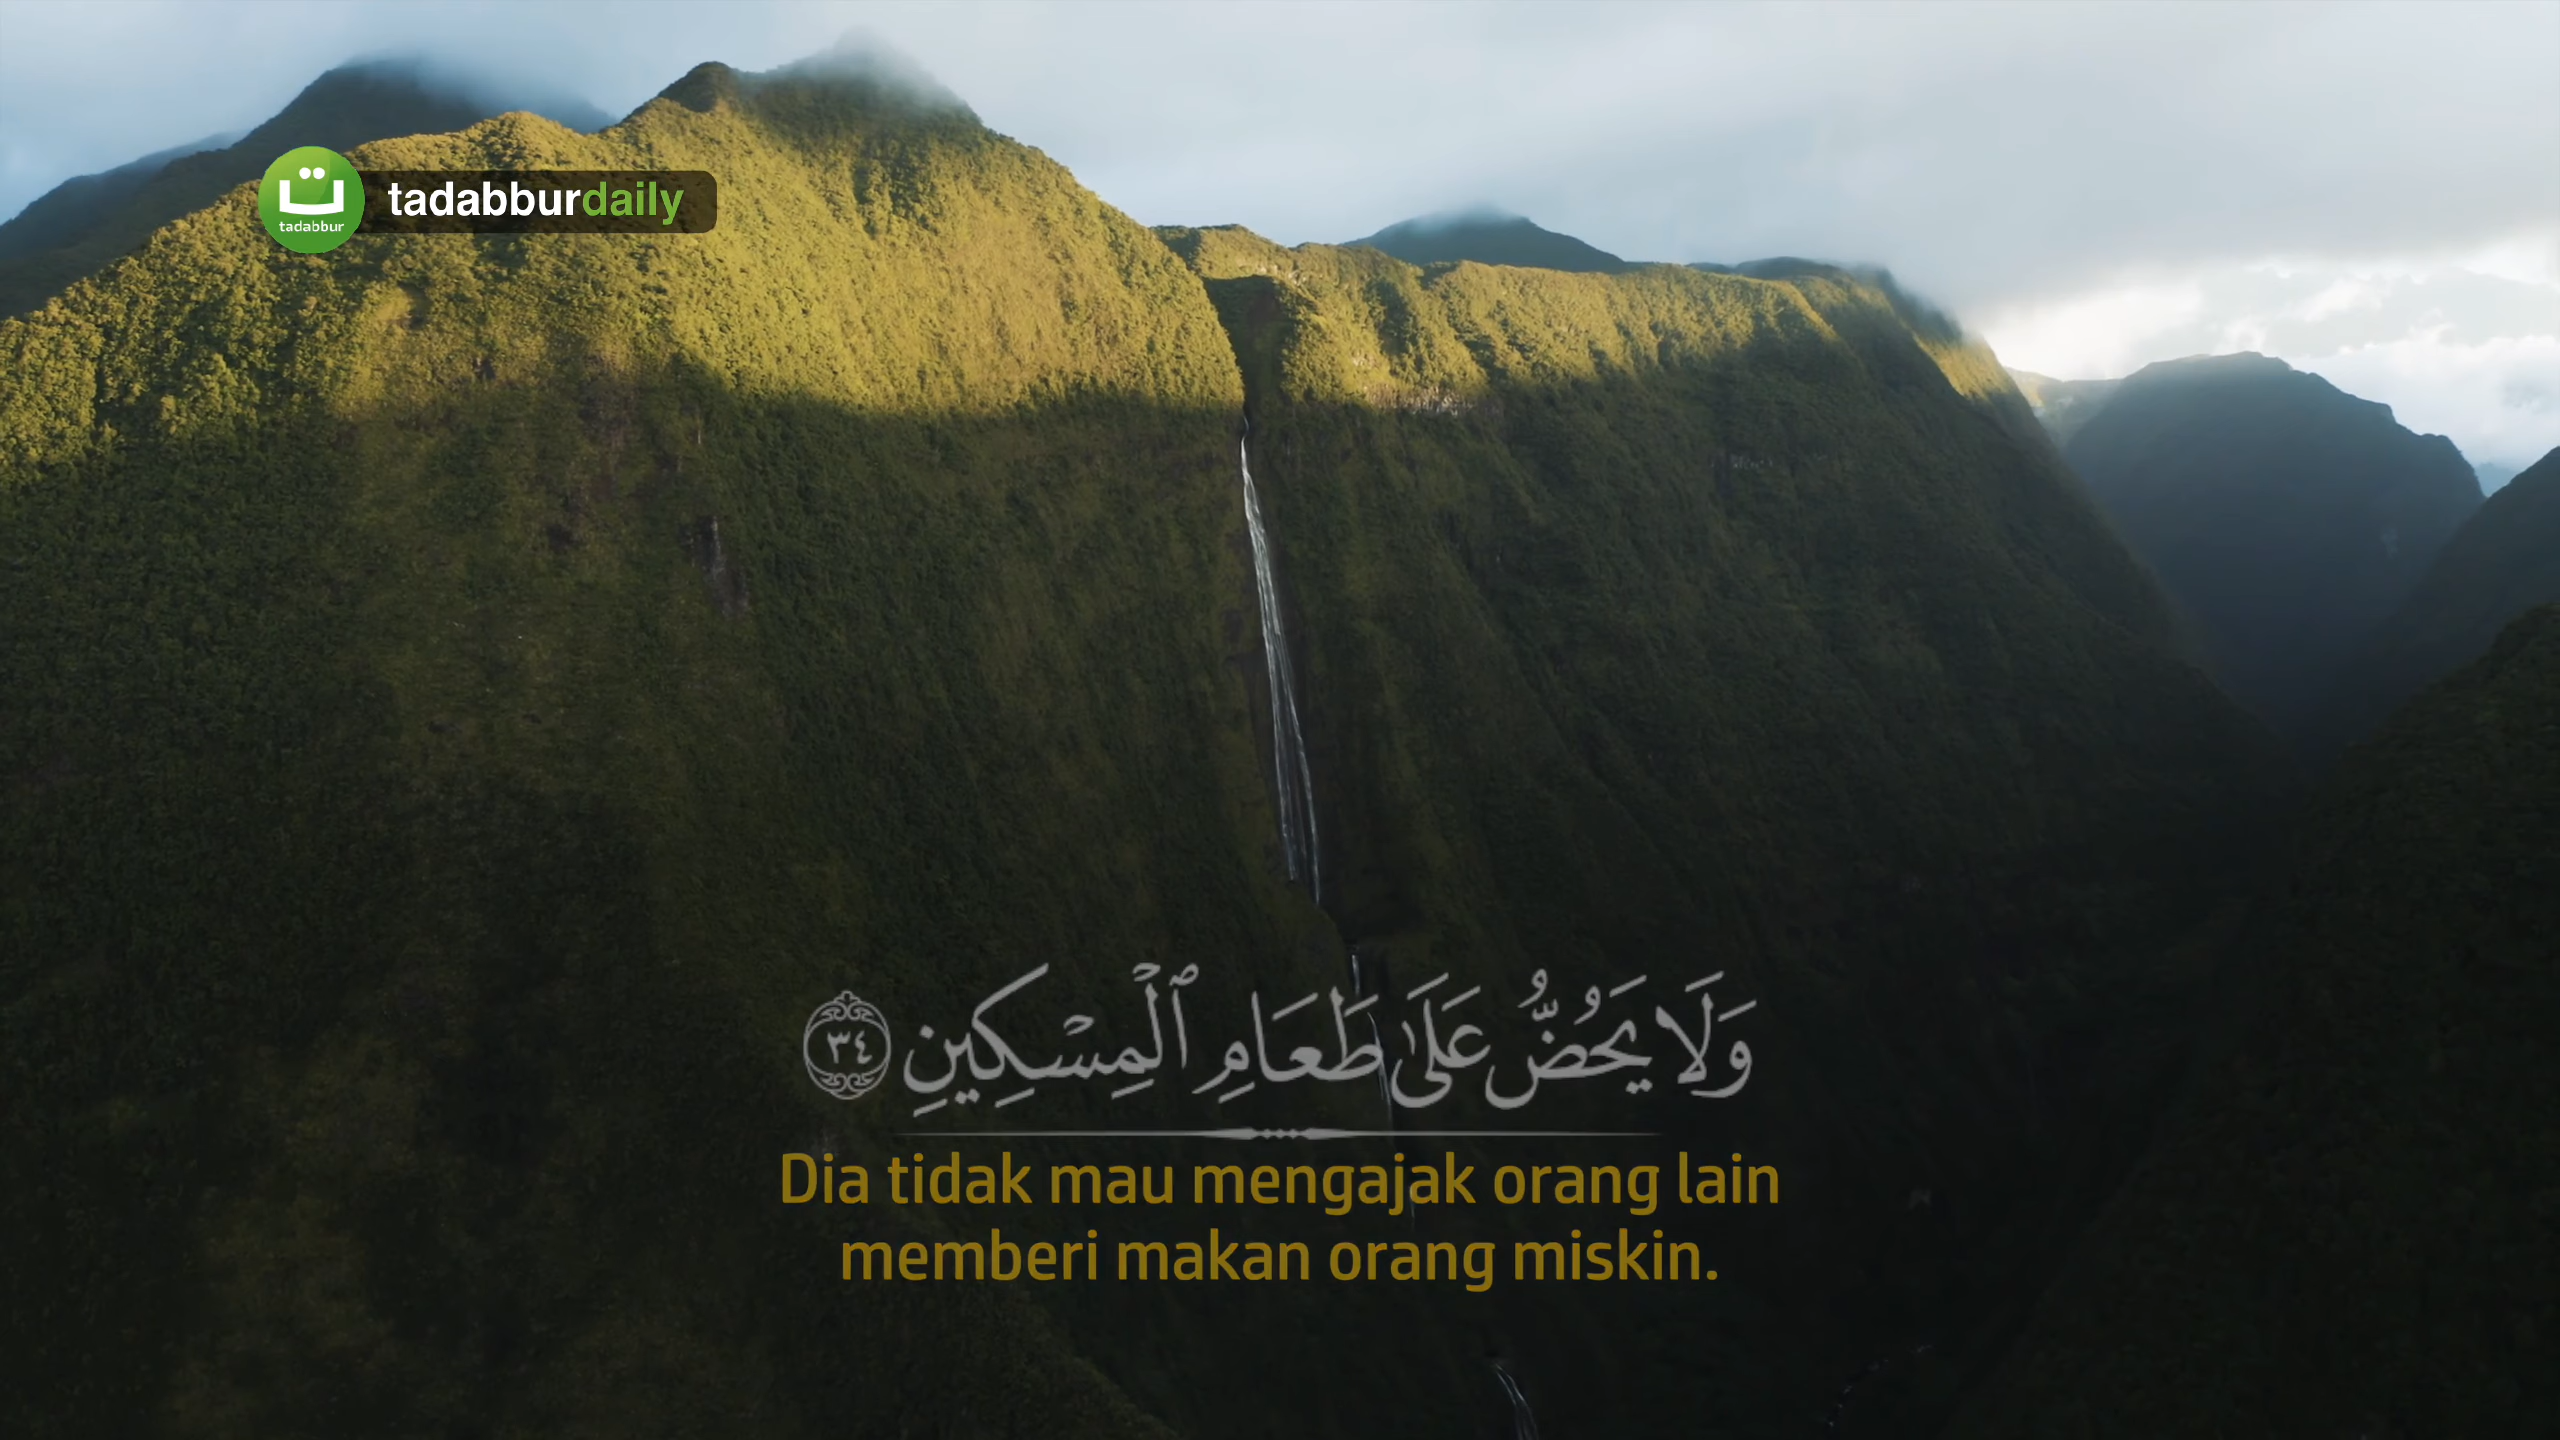 tadabbur
tadabburdaily
وَلَا يَحُضُّ عَلَىٰ طَعَامِ ٱلْمِسْكِينِ ٣٤
Dia tidak mau mengajak orang lain
memberi makan orang miskin.